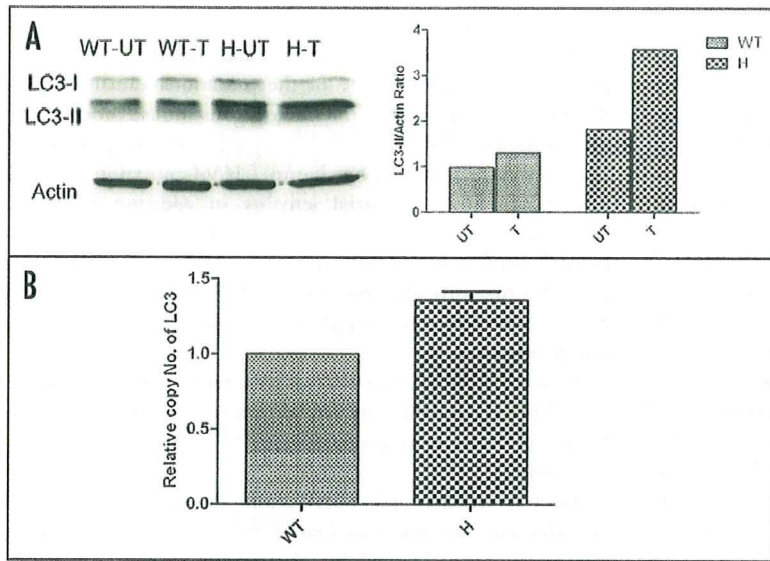 A
WT-UT WT-T H-UT H-T
LC3-I
LC3-II
Actin
LC3-II/Actin Ratio
4
3
2
1
0
UT
T
UT
T
WT
H
B
Relative copy No. of LC3
1.5
1.0
0.5
0.0
WT
H